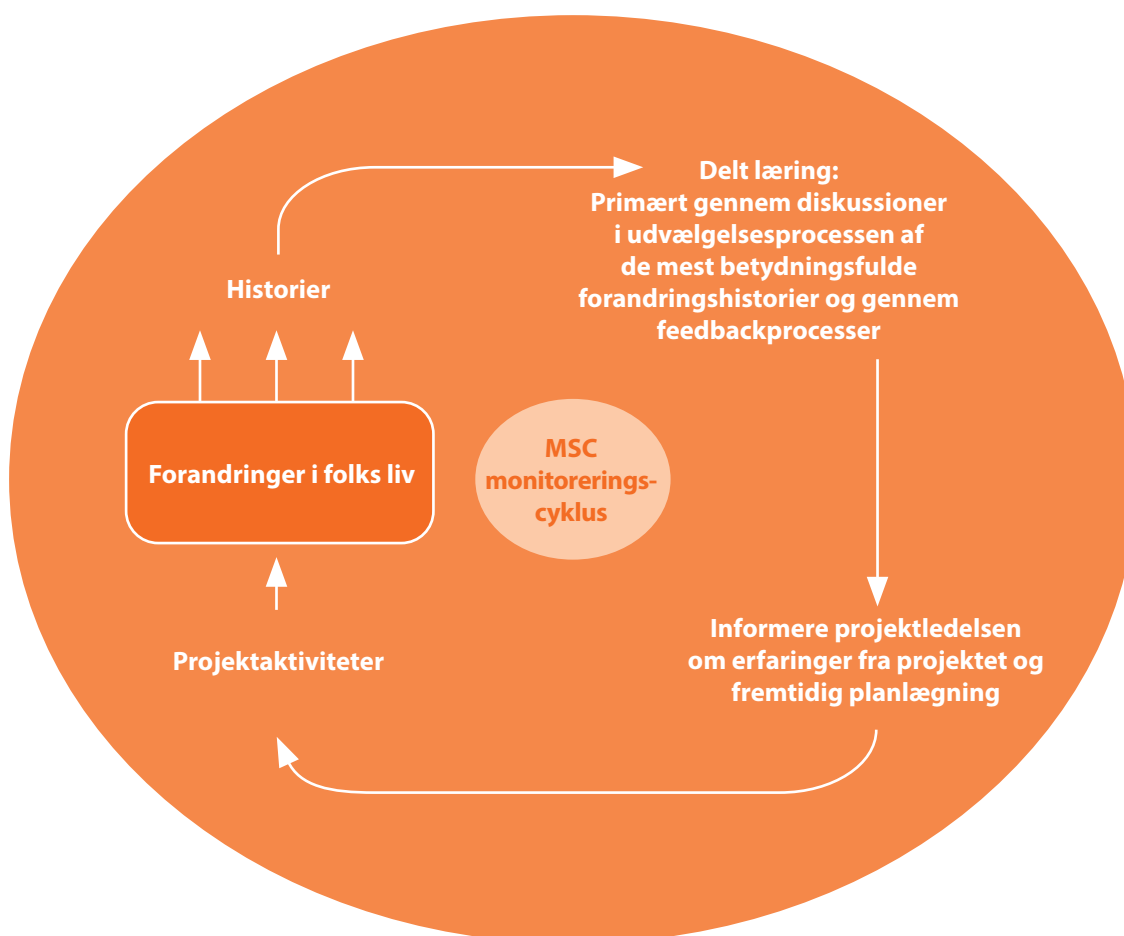 Delt læring:
Primært gennem diskussioner
i udvælgelsesprocessen af
de mest betydningsfulde
forandringshistorier og gennem
feedbackprocesser
Historier
Forandringer i folks liv
MSC
monitorerings-
cyklus
Projektaktiviteter
Informere projektledelsen
om erfaringer fra projektet og
fremtidig planlægning